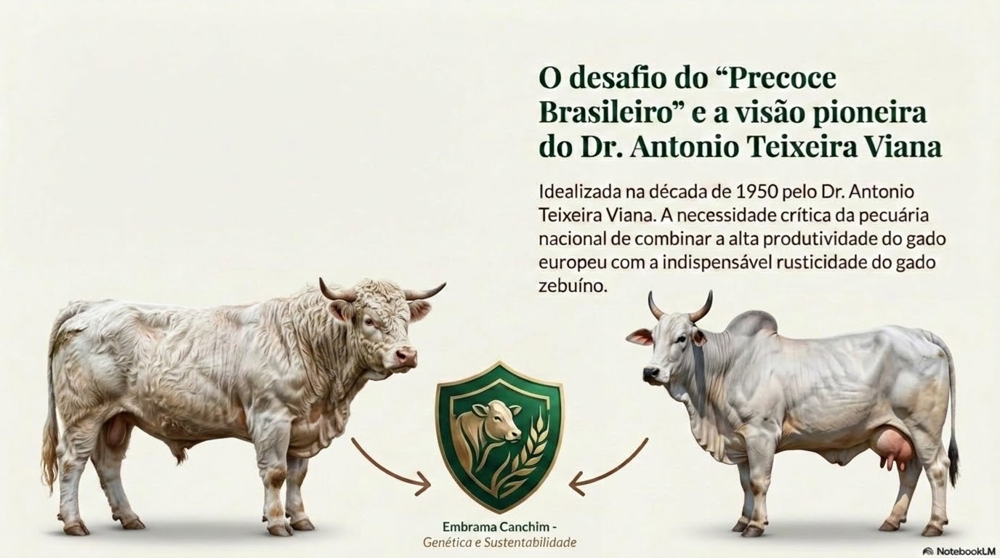 O desafio do “Precoce
Brasileiro” e a visão pioneira
do Dr. Antonio Teixeira Viana
Idealizada na década de 1950 pelo Dr. Antonio
Teixeira Viana. A necessidade crítica da pecuária
nacional de combinar a alta produtividade do gado
europeu com a indispensável rusticidade do gado
zebuíno.
Embrama Canchim -
Genética e Sustentabilidade
NotebookLM